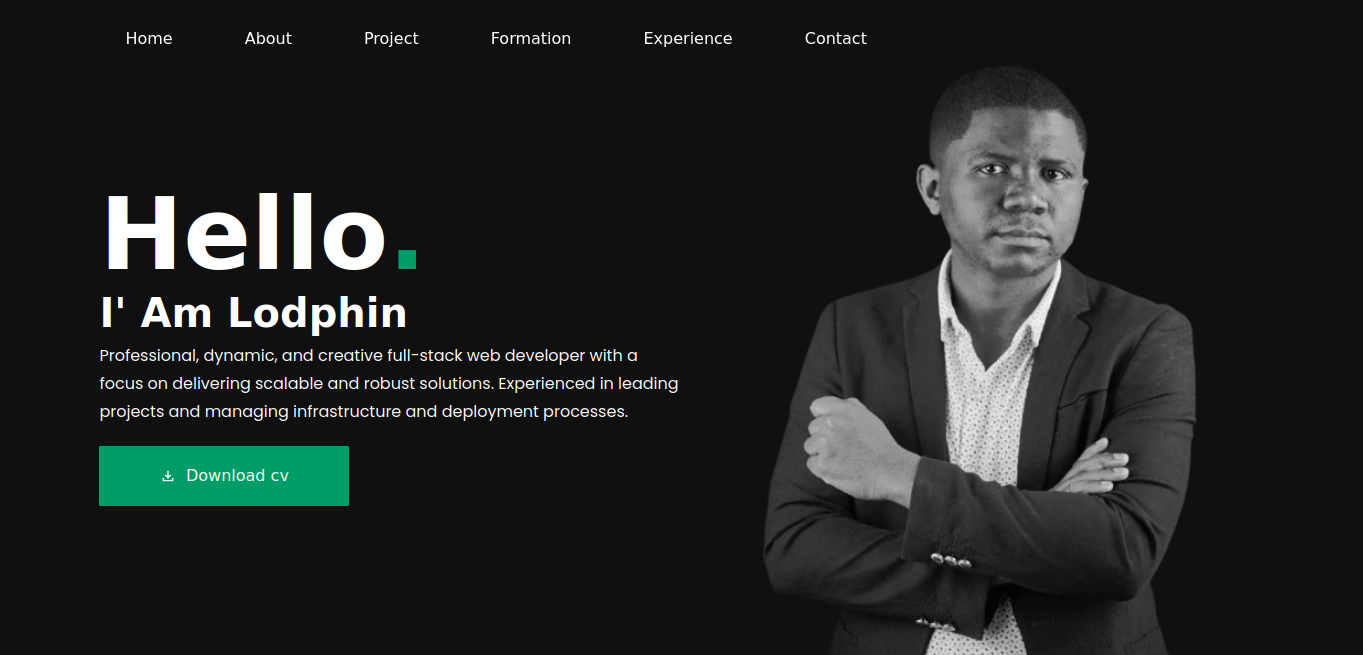 Home About Project Formation Experience Contact
Hello.
I' Am Lodphin
Professional, dynamic, and creative full-stack web developer with a
focus on delivering scalable and robust solutions. Experienced in leading
projects and managing infrastructure and deployment processes.
Download cv